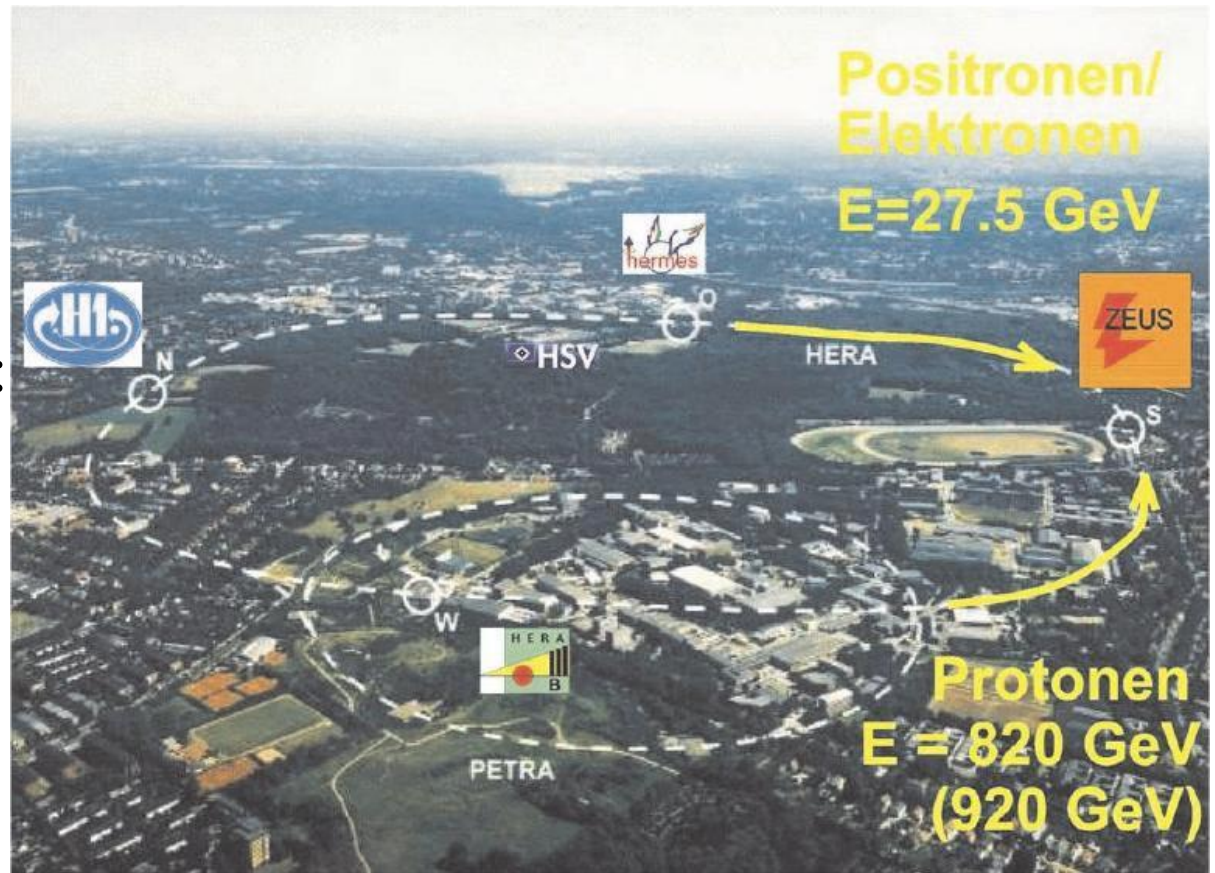 Positronen/
Elektronen
E=27.5 GeV
hermes
H1
ZEUS
O
HSV
HERA
N
S
W
HERA
B
Protonen
E = 820 GeV
(920 GeV)
PETRA
: